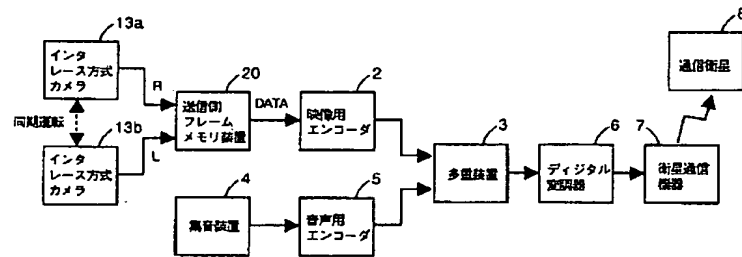 13a
インタ
レース方式
カメラ
R
同期運転
13b
インタ
レース方式
カメラ
L
20
送信御
フレーム
メモリ装置
DATA
2
映像用
エンコーダ
4
集音装置
5
音声用
エンコーダ
3
多重装置
6
ディジタル
変調器
7
衛星通信
機器
8
通信衛星